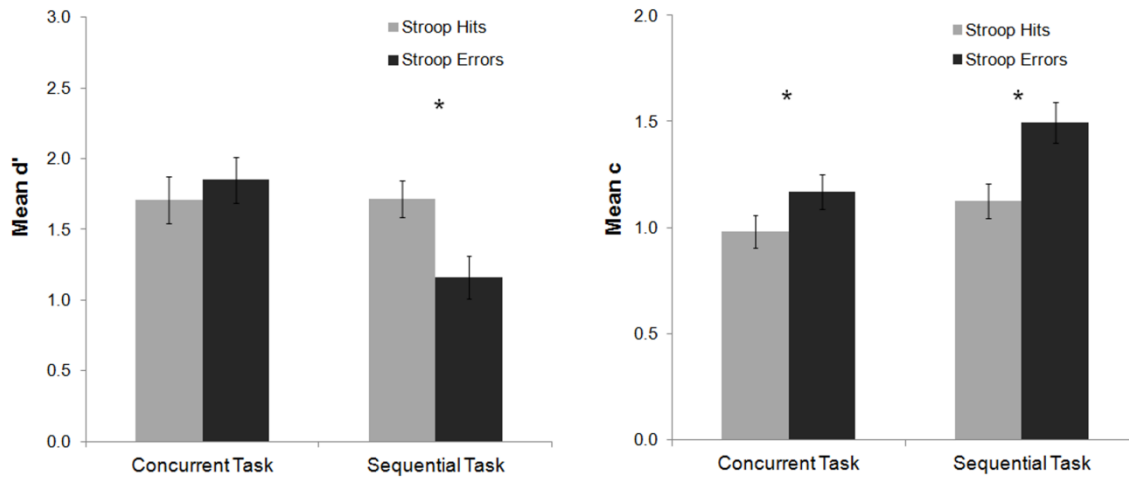 3.0
2.5
2.0
1.5
1.0
0.5
0.0
Mean d'
Stroop Hits
Stroop Errors
*
Concurrent Task
Sequential Task
2.0
1.5
1.0
0.5
0.0
Mean c
Stroop Hits
Stroop Errors
*
*
Concurrent Task
Sequential Task